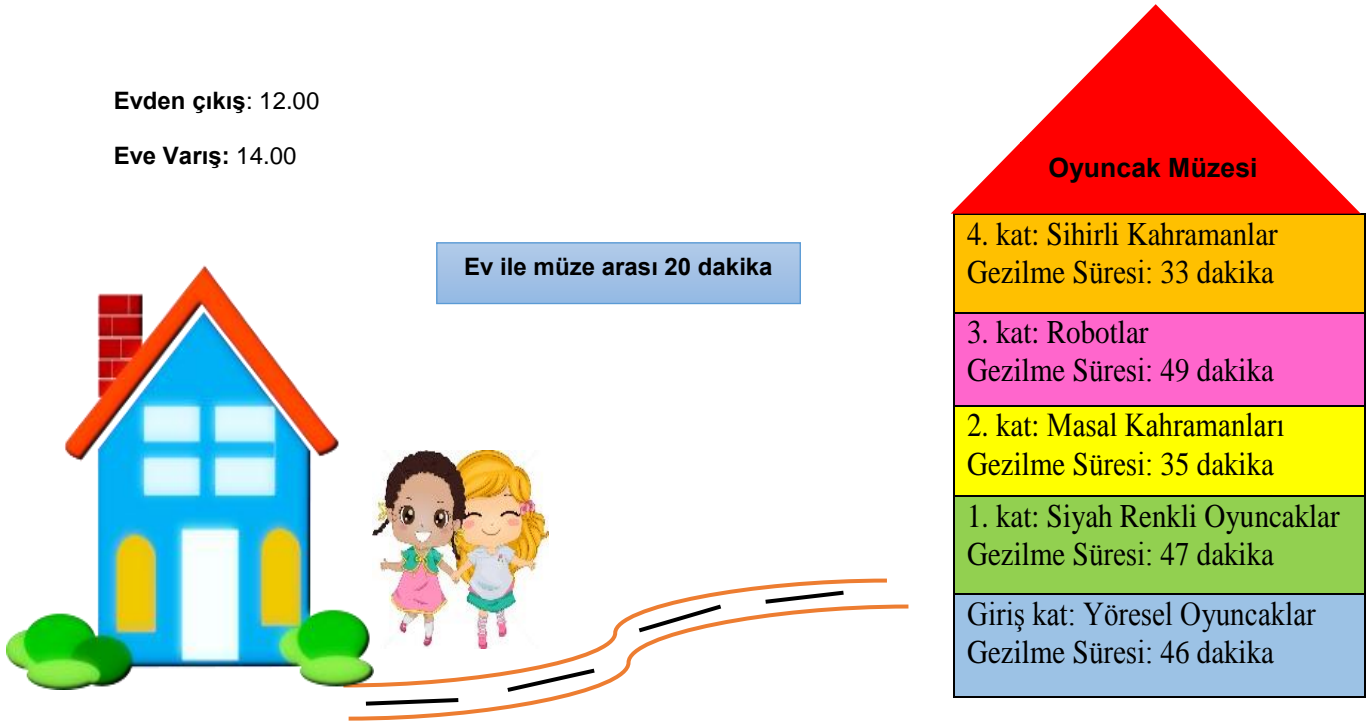 Evden çıkış: 12.00
Eve Varış: 14.00
Ev ile müze arası 20 dakika
Oyuncak Müzesi
4. kat: Sihirli Kahramanlar
Gezilme Süresi: 33 dakika
3. kat: Robotlar
Gezilme Süresi: 49 dakika
2. kat: Masal Kahramanları
Gezilme Süresi: 35 dakika
1. kat: Siyah Renkli Oyuncaklar
Gezilme Süresi: 47 dakika
Giriş kat: Yöresel Oyuncaklar
Gezilme Süresi: 46 dakika